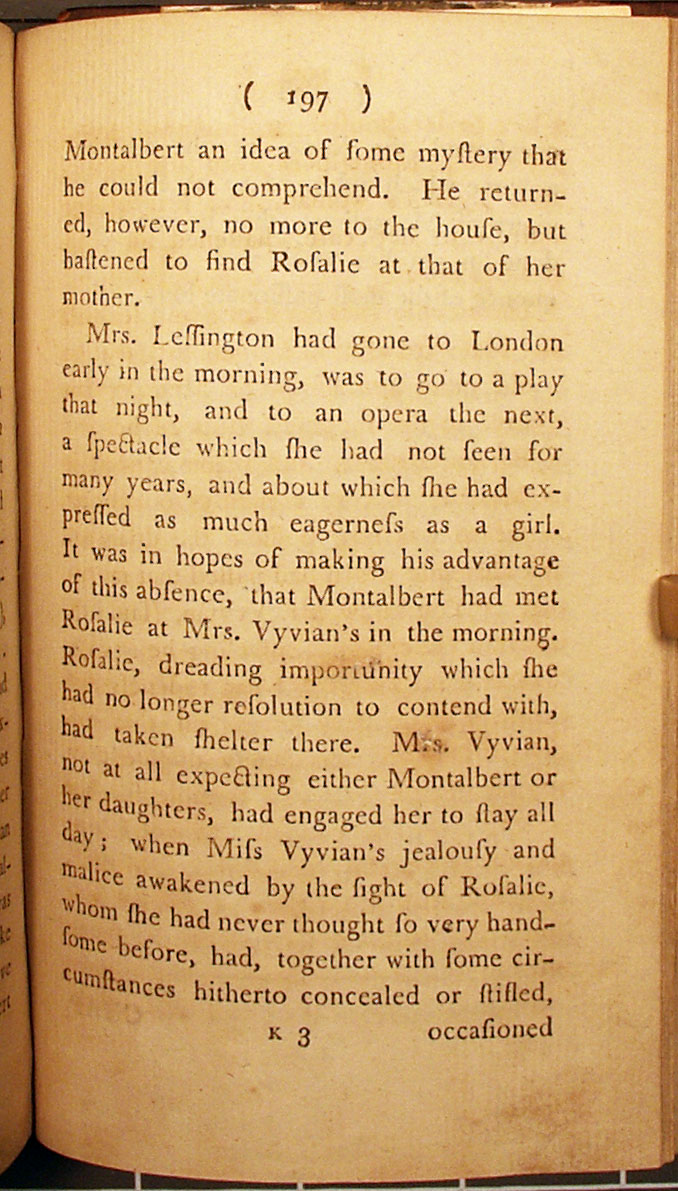 ( 197 )
Montalbert an idea of ſome myſtery that
he could not comprehend. He return-
ed, however, no more to the houſe, but
haſtened to find Roſalie at that of her
mother.
Mrs. Leſſington had gone to London
early in the morning, was to go to a play
that night, and to an opera the next,
a ſpectacle which ſhe had not ſeen for
many years, and about which ſhe had ex-
preſſed as much eagerneſs as a girl.
It was in hopes of making his advantage
of this abſence, that Montalbert had met
Roſalie at Mrs. Vyvian's in the morning.
Roſalie, dreading importunity which ſhe
had no longer reſolution to contend with,
had taken ſhelter there. Mrs. Vyvian,
not at all expecting either Montalbert or
her daughters, had engaged her to ſtay all
day; when Miſs Vyvian's jealouſy and
malice awakened by the ſight of Roſalie,
whom ſhe had never thought ſo very hand-
ſome before, had, together with ſome cir-
cumſtances hitherto concealed or ſtifled,
K 3 occaſioned